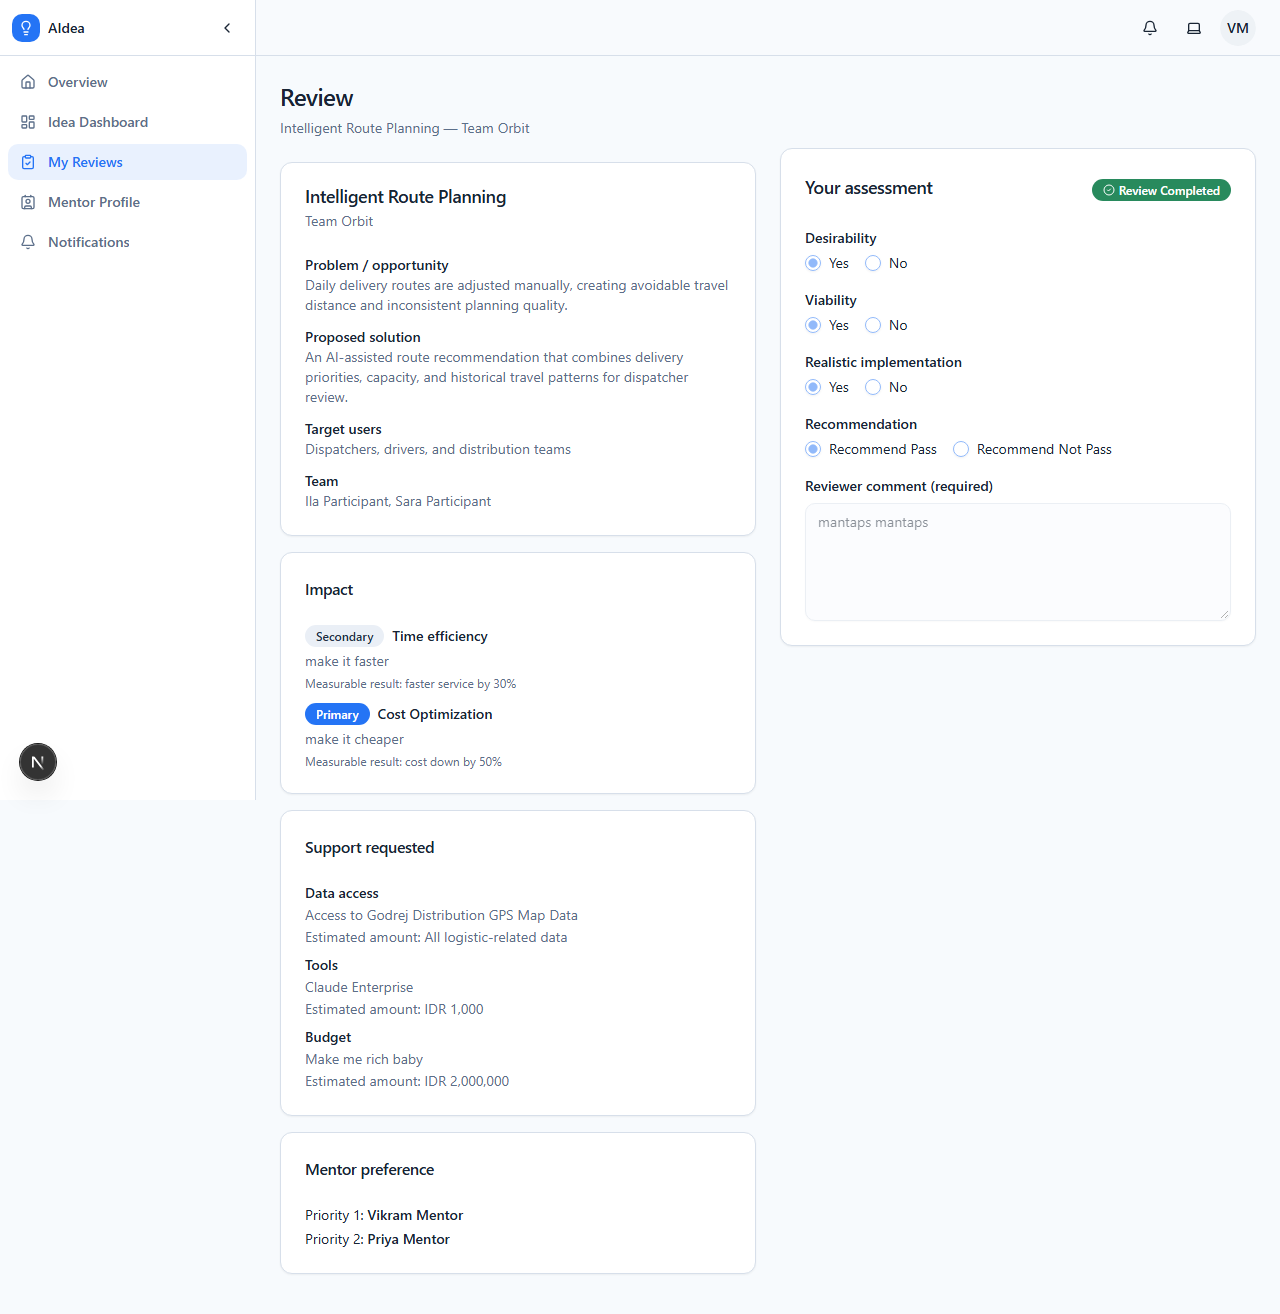 AIdea
VM
Overview
Idea Dashboard
My Reviews
Mentor Profile
Notifications
N
Review
Intelligent Route Planning — Team Orbit
Intelligent Route Planning
Team Orbit
Problem / opportunity
Daily delivery routes are adjusted manually, creating avoidable travel
distance and inconsistent planning quality.
Proposed solution
An AI-assisted route recommendation that combines delivery
priorities, capacity, and historical travel patterns for dispatcher
review.
Target users
Dispatchers, drivers, and distribution teams
Team
Ila Participant, Sara Participant
Impact
Secondary Time efficiency
make it faster
Measurable result: faster service by 30%
Primary Cost Optimization
make it cheaper
Measurable result: cost down by 50%
Support requested
Data access
Access to Godrej Distribution GPS Map Data
Estimated amount: All logistic-related data
Tools
Claude Enterprise
Estimated amount: IDR 1,000
Budget
Make me rich baby
Estimated amount: IDR 2,000,000
Mentor preference
Priority 1: Vikram Mentor
Priority 2: Priya Mentor
Your assessment
Review Completed
Desirability
Yes No
Viability
Yes No
Realistic implementation
Yes No
Recommendation
Recommend Pass Recommend Not Pass
Reviewer comment (required)
mantaps mantaps